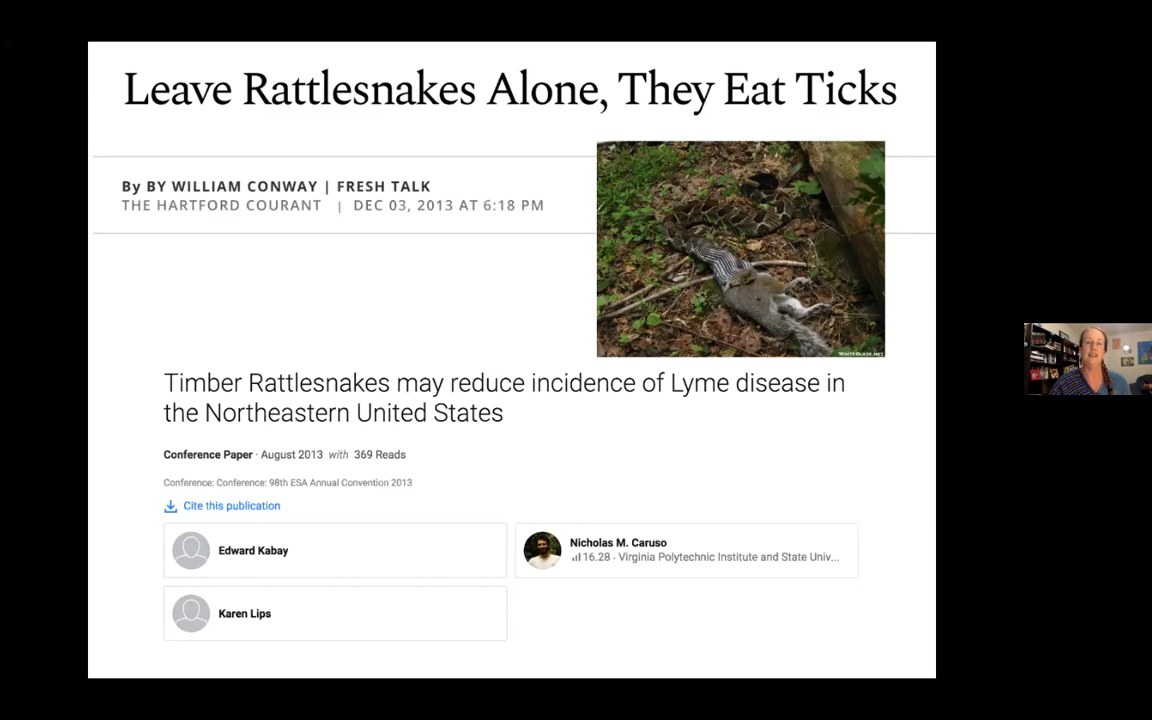 Leave Rattlesnakes Alone, They Eat Ticks
By BY WILLIAM CONWAY | FRESH TALK
THE HARTFORD COURANT | DEC 03, 2013 AT 6:18 PM
WHITEBLAZE.NET
Timber Rattlesnakes may reduce incidence of Lyme disease in
the Northeastern United States
Conference Paper · August 2013 with 369 Reads
Conference: Conference: 98th ESA Annual Convention 2013
Cite this publication
Edward Kabay
Nicholas M. Caruso
16.28 · Virginia Polytechnic Institute and State Univ...
Karen Lips